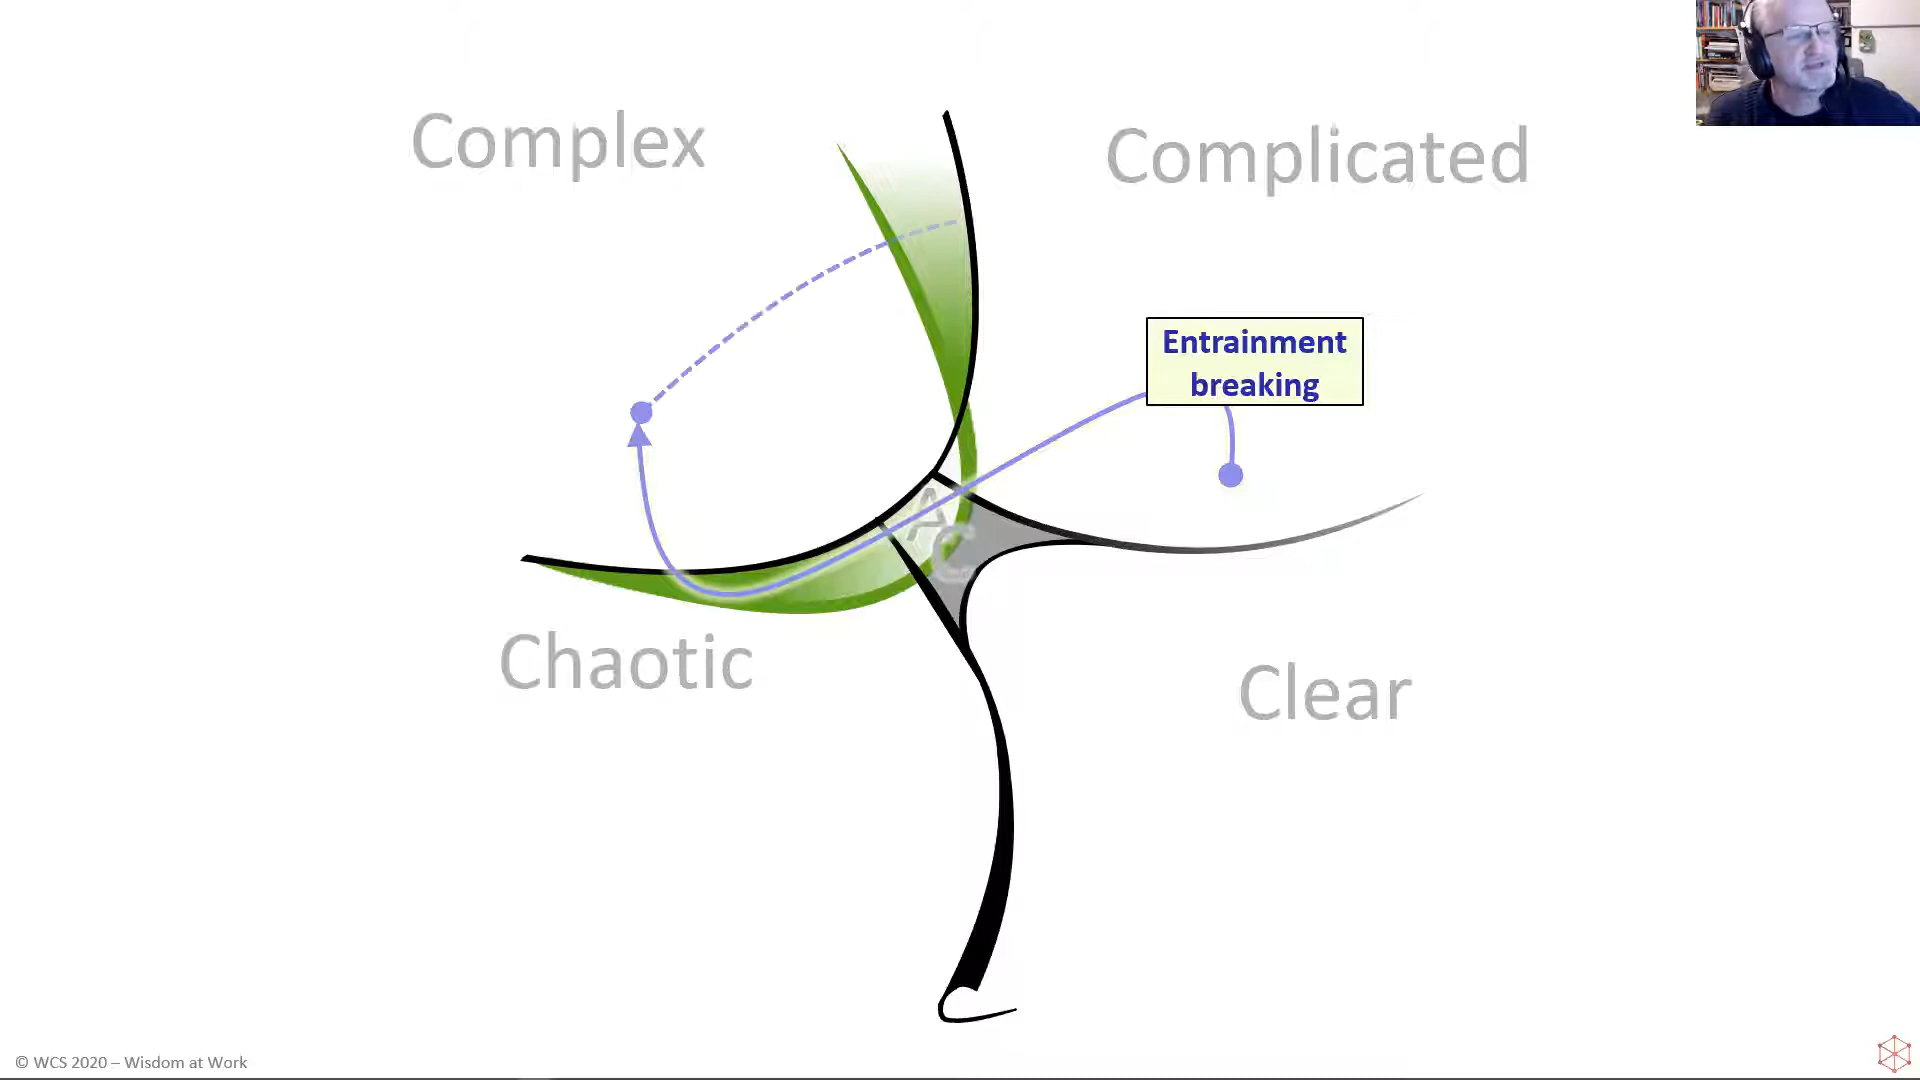 Complex
Complicated
Entrainment
breaking
A
C
Chaotic
Clear
© WCS 2020 – Wisdom at Work